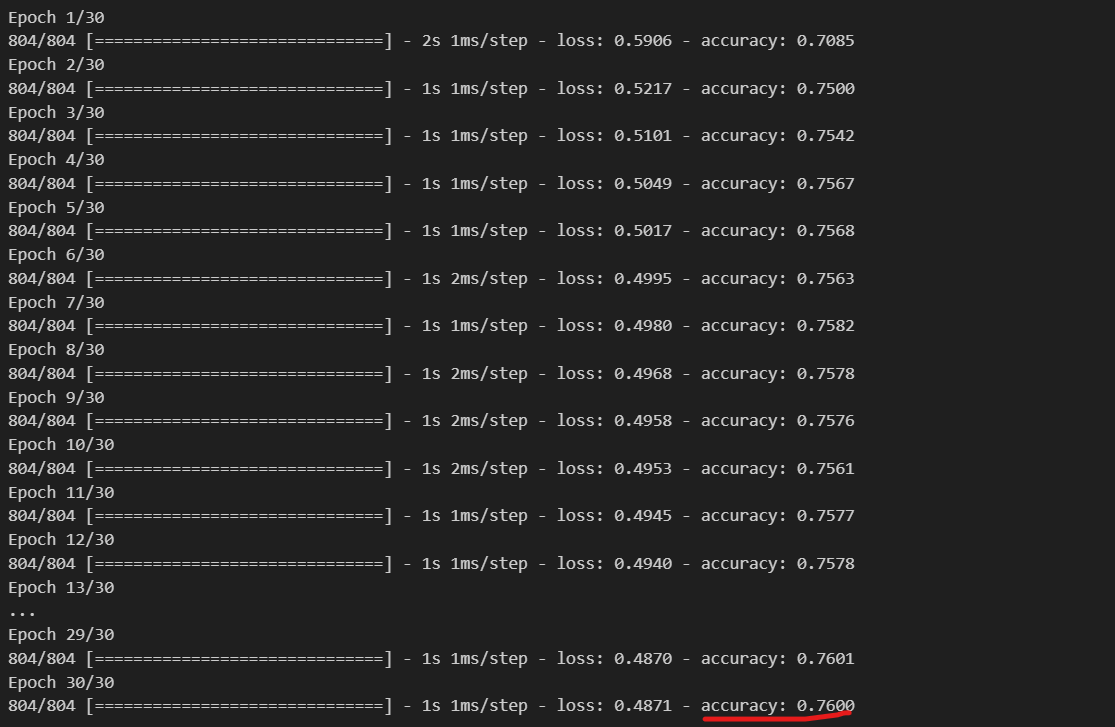 Epoch 1/30
804/804 [==============================] - 2s 1ms/step - loss: 0.5906 - accuracy: 0.7085
Epoch 2/30
804/804 [==============================] - 1s 1ms/step - loss: 0.5217 - accuracy: 0.7500
Epoch 3/30
804/804 [==============================] - 1s 1ms/step - loss: 0.5101 - accuracy: 0.7542
Epoch 4/30
804/804 [==============================] - 1s 1ms/step - loss: 0.5049 - accuracy: 0.7567
Epoch 5/30
804/804 [==============================] - 1s 1ms/step - loss: 0.5017 - accuracy: 0.7568
Epoch 6/30
804/804 [==============================] - 1s 2ms/step - loss: 0.4995 - accuracy: 0.7563
Epoch 7/30
804/804 [==============================] - 1s 1ms/step - loss: 0.4980 - accuracy: 0.7582
Epoch 8/30
804/804 [==============================] - 1s 2ms/step - loss: 0.4968 - accuracy: 0.7578
Epoch 9/30
804/804 [==============================] - 1s 2ms/step - loss: 0.4958 - accuracy: 0.7576
Epoch 10/30
804/804 [==============================] - 1s 2ms/step - loss: 0.4953 - accuracy: 0.7561
Epoch 11/30
804/804 [==============================] - 1s 1ms/step - loss: 0.4945 - accuracy: 0.7577
Epoch 12/30
804/804 [==============================] - 1s 1ms/step - loss: 0.4940 - accuracy: 0.7578
Epoch 13/30
...
Epoch 29/30
804/804 [==============================] - 1s 1ms/step - loss: 0.4870 - accuracy: 0.7601
Epoch 30/30
804/804 [==============================] - 1s 1ms/step - loss: 0.4871 - accuracy: 0.7600